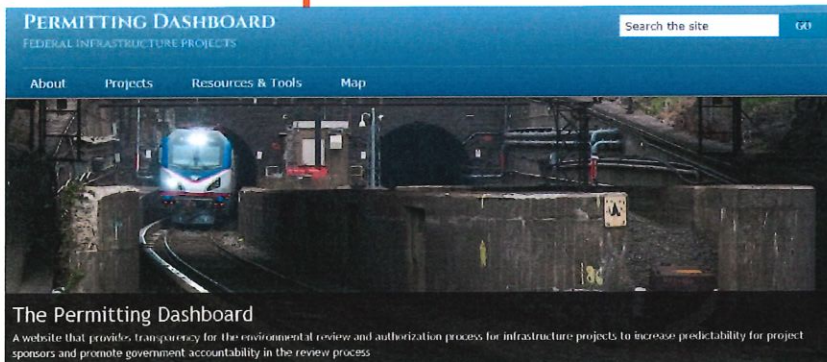 PERMITTING DASHBOARD
FEDERAL INFRASTRUCTURE PROJECTS
Search the site GO
About Projects Resources & Tools Map
The Permitting Dashboard
A website that provides transparency for the environmental review and authorization process for infrastructure projects to increase predictability for project
sponsors and promote government accountability in the review process